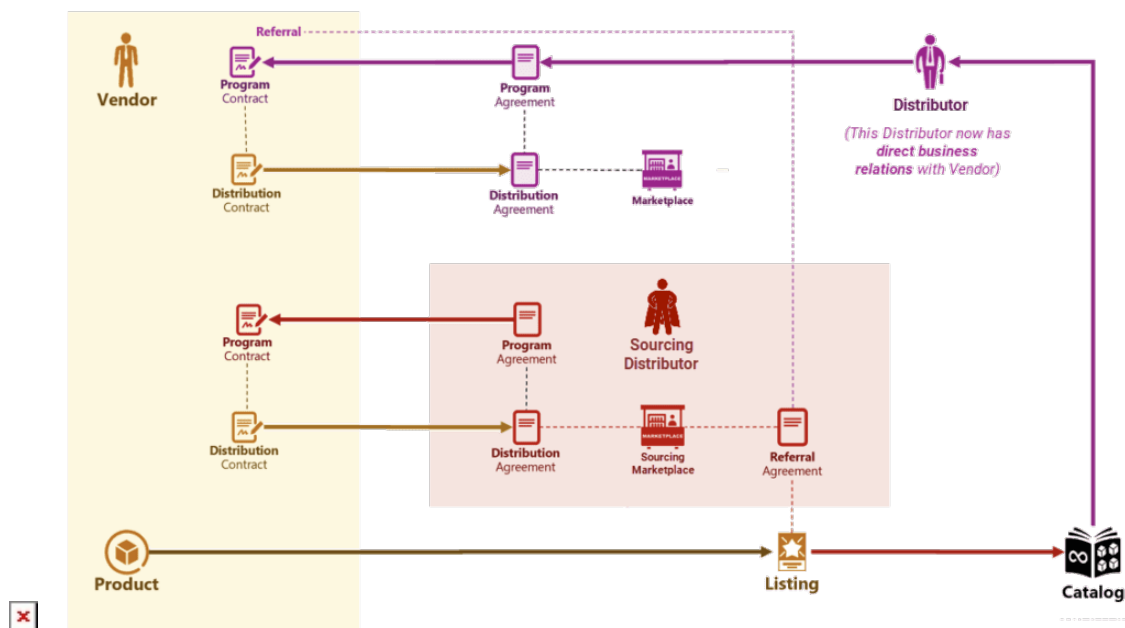 Referral
Vendor
Program
Contract
Program
Agreement
Distributor
(This Distributor now has
direct business
relations with Vendor)
Distribution
Contract
Distribution
Agreement
MARKETPLACE
Marketplace
Program
Contract
Program
Agreement
Sourcing
Distributor
Distribution
Contract
Distribution
Agreement
MARKETPLACE
Sourcing
Marketplace
Referral
Agreement
Product
Listing
Catalog